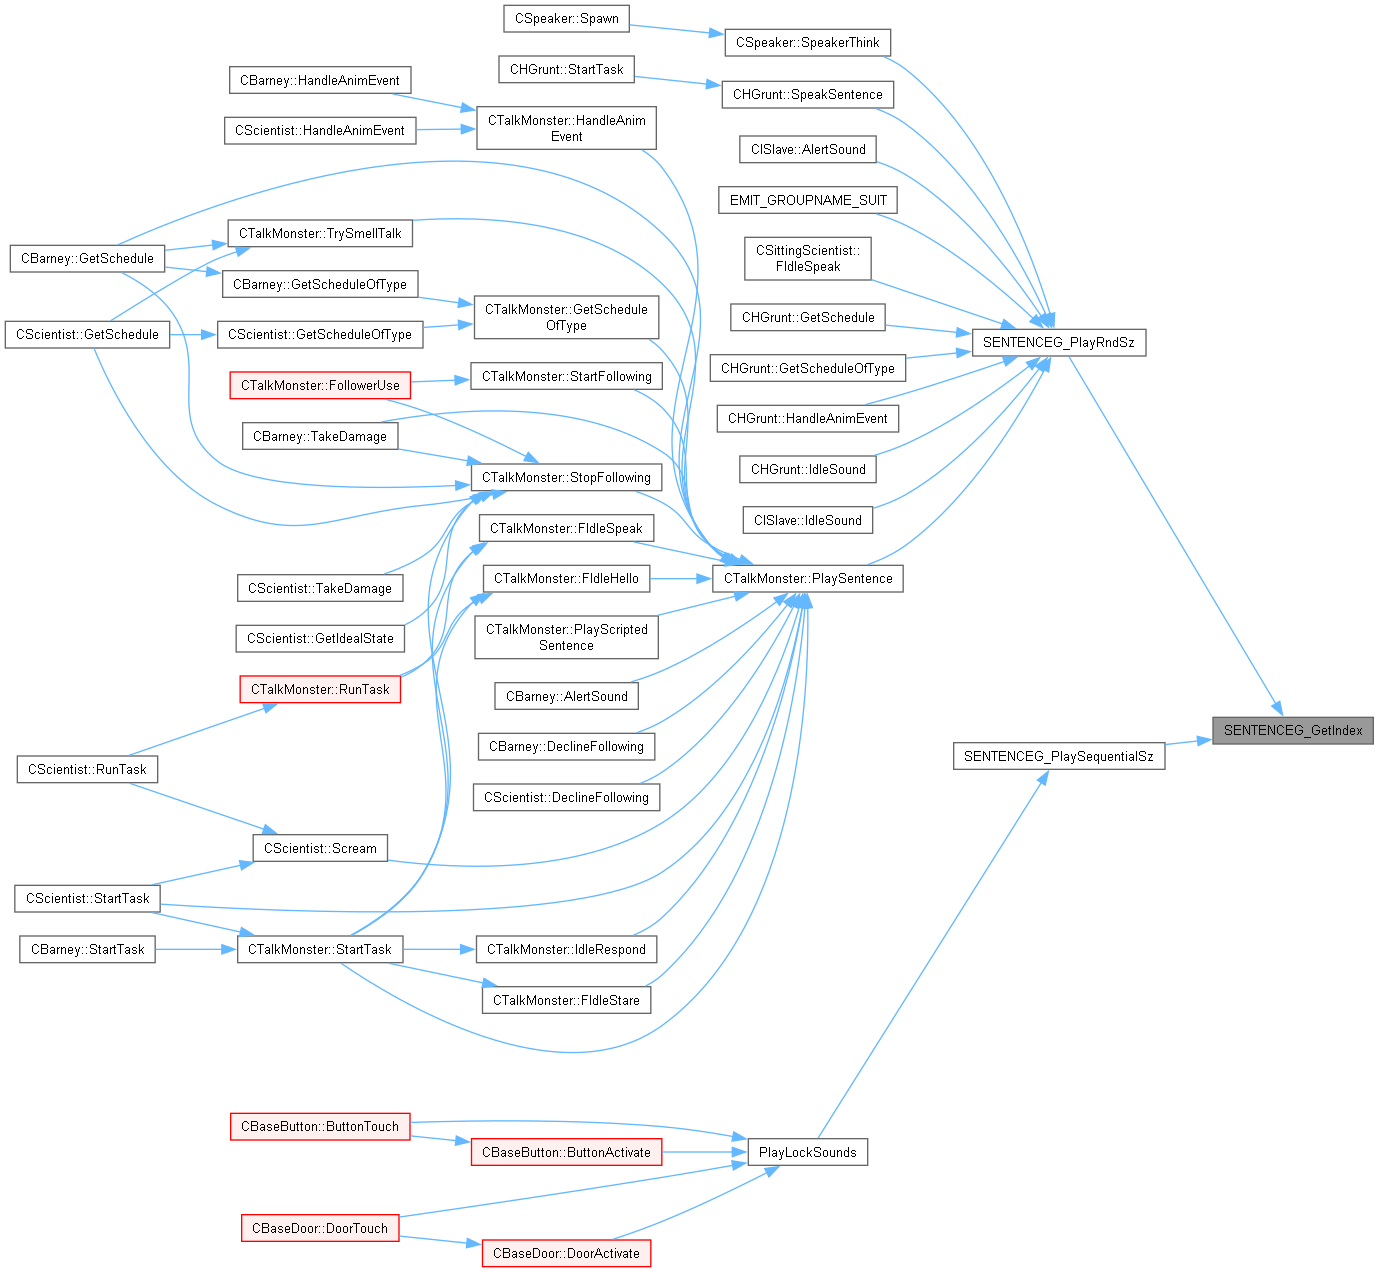 CSpeaker::Spawn
CSpeaker::SpeakerThink
CHGrunt::StartTask
CBarney::HandleAnimEvent
CHGrunt::SpeakSentence
CTalkMonster::HandleAnim
Event
CScientist::HandleAnimEvent
CISlave::AlertSound
EMIT_GROUPNAME_SUIT
CTalkMonster::TrySmellTalk
CSittingScientist::
FIdleSpeak
CBarney::GetSchedule
CBarney::GetScheduleOfType
CTalkMonster::GetSchedule
OfType
CHGrunt::GetSchedule
CScientist::GetSchedule
CScientist::GetScheduleOfType
SENTENCEG_PlayRndSz
CHGrunt::GetScheduleOfType
CTalkMonster::StartFollowing
CTalkMonster::FollowerUse
CHGrunt::HandleAnimEvent
CBarney::TakeDamage
CHGrunt::IdleSound
CTalkMonster::StopFollowing
CISlave::IdleSound
CTalkMonster::FIdleSpeak
CTalkMonster::FIdleHello
CTalkMonster::PlaySentence
CScientist::TakeDamage
CTalkMonster::PlayScripted
Sentence
CScientist::GetIdealState
CTalkMonster::RunTask
CBarney::AlertSound
SENTENCEG_GetIndex
CBarney::DeclineFollowing
SENTENCEG_PlaySequentialSz
CScientist::RunTask
CScientist::DeclineFollowing
CScientist::Scream
CScientist::StartTask
CBarney::StartTask
CTalkMonster::StartTask
CTalkMonster::IdleRespond
CTalkMonster::FIdleStare
CBaseButton::ButtonTouch
CBaseButton::ButtonActivate
PlayLockSounds
CBaseDoor::DoorTouch
CBaseDoor::DoorActivate